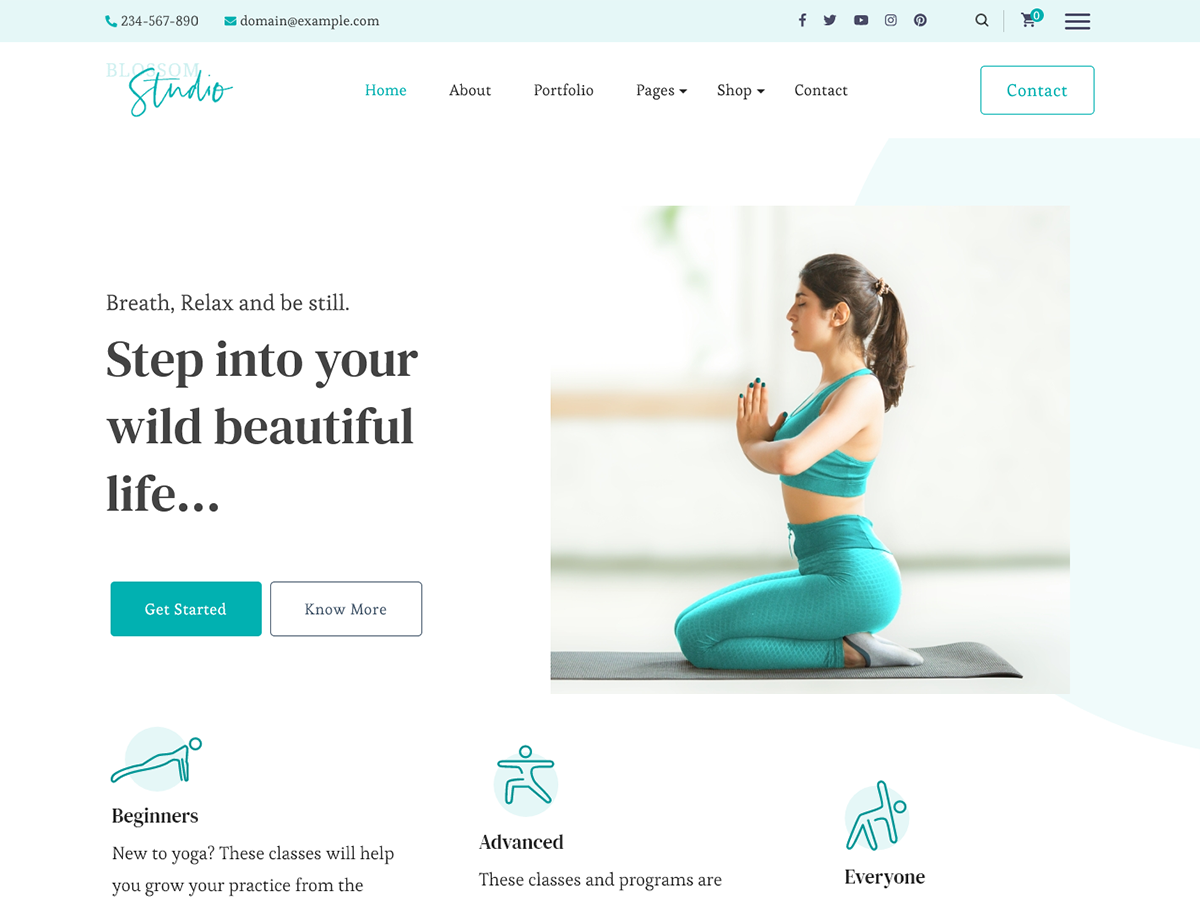 234-567-890 domain@example.com
0
BLOSSOM
Studio
Home About Portfolio Pages Shop Contact
Contact
Breath, Relax and be still.
Step into your
wild beautiful
life...
Get Started Know More
Beginners
New to yoga? These classes will help
you grow your practice from the
Advanced
These classes and programs are
Everyone